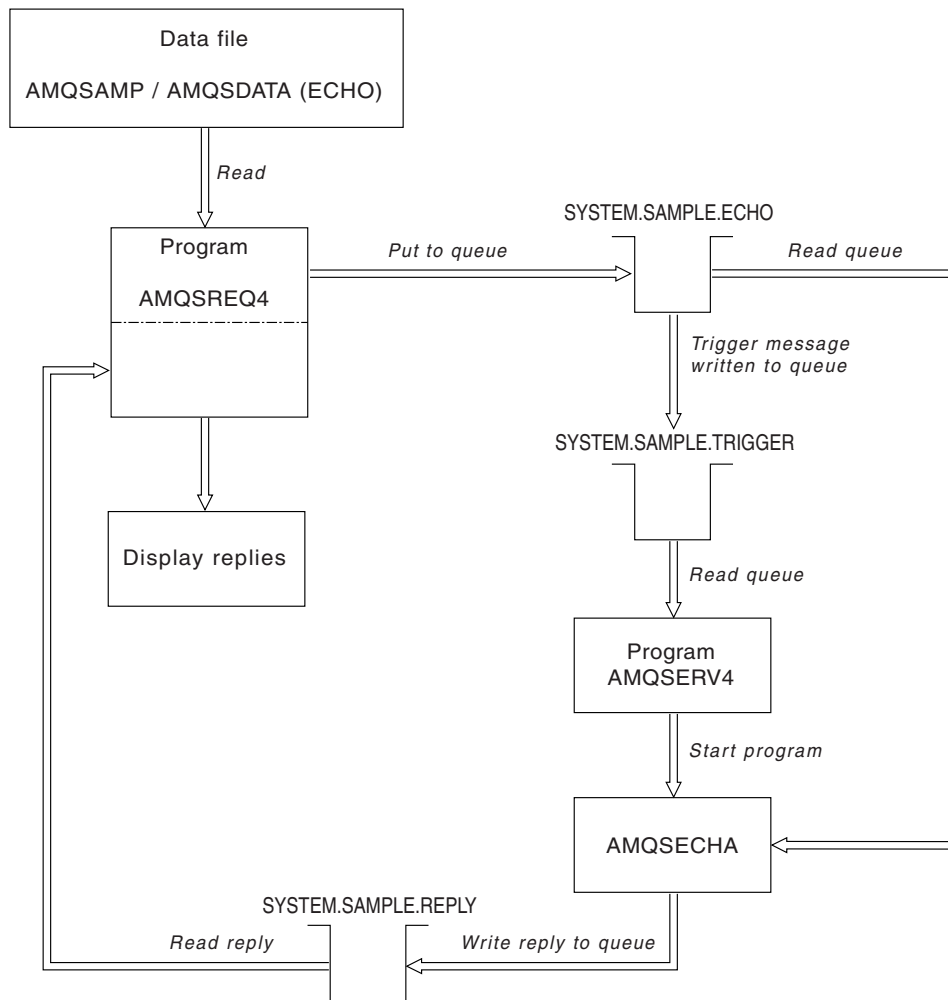 Data file
AMQSAMP / AMQSDATA (ECHO)
Read
SYSTEM.SAMPLE.ECHO
Program
AMQSREQ4
Put to queue
Read queue
Trigger message
written to queue
SYSTEM.SAMPLE.TRIGGER
Display replies
Read queue
Program
AMQSERV4
Start program
AMQSECHA
SYSTEM.SAMPLE.REPLY
Read reply
Write reply to queue